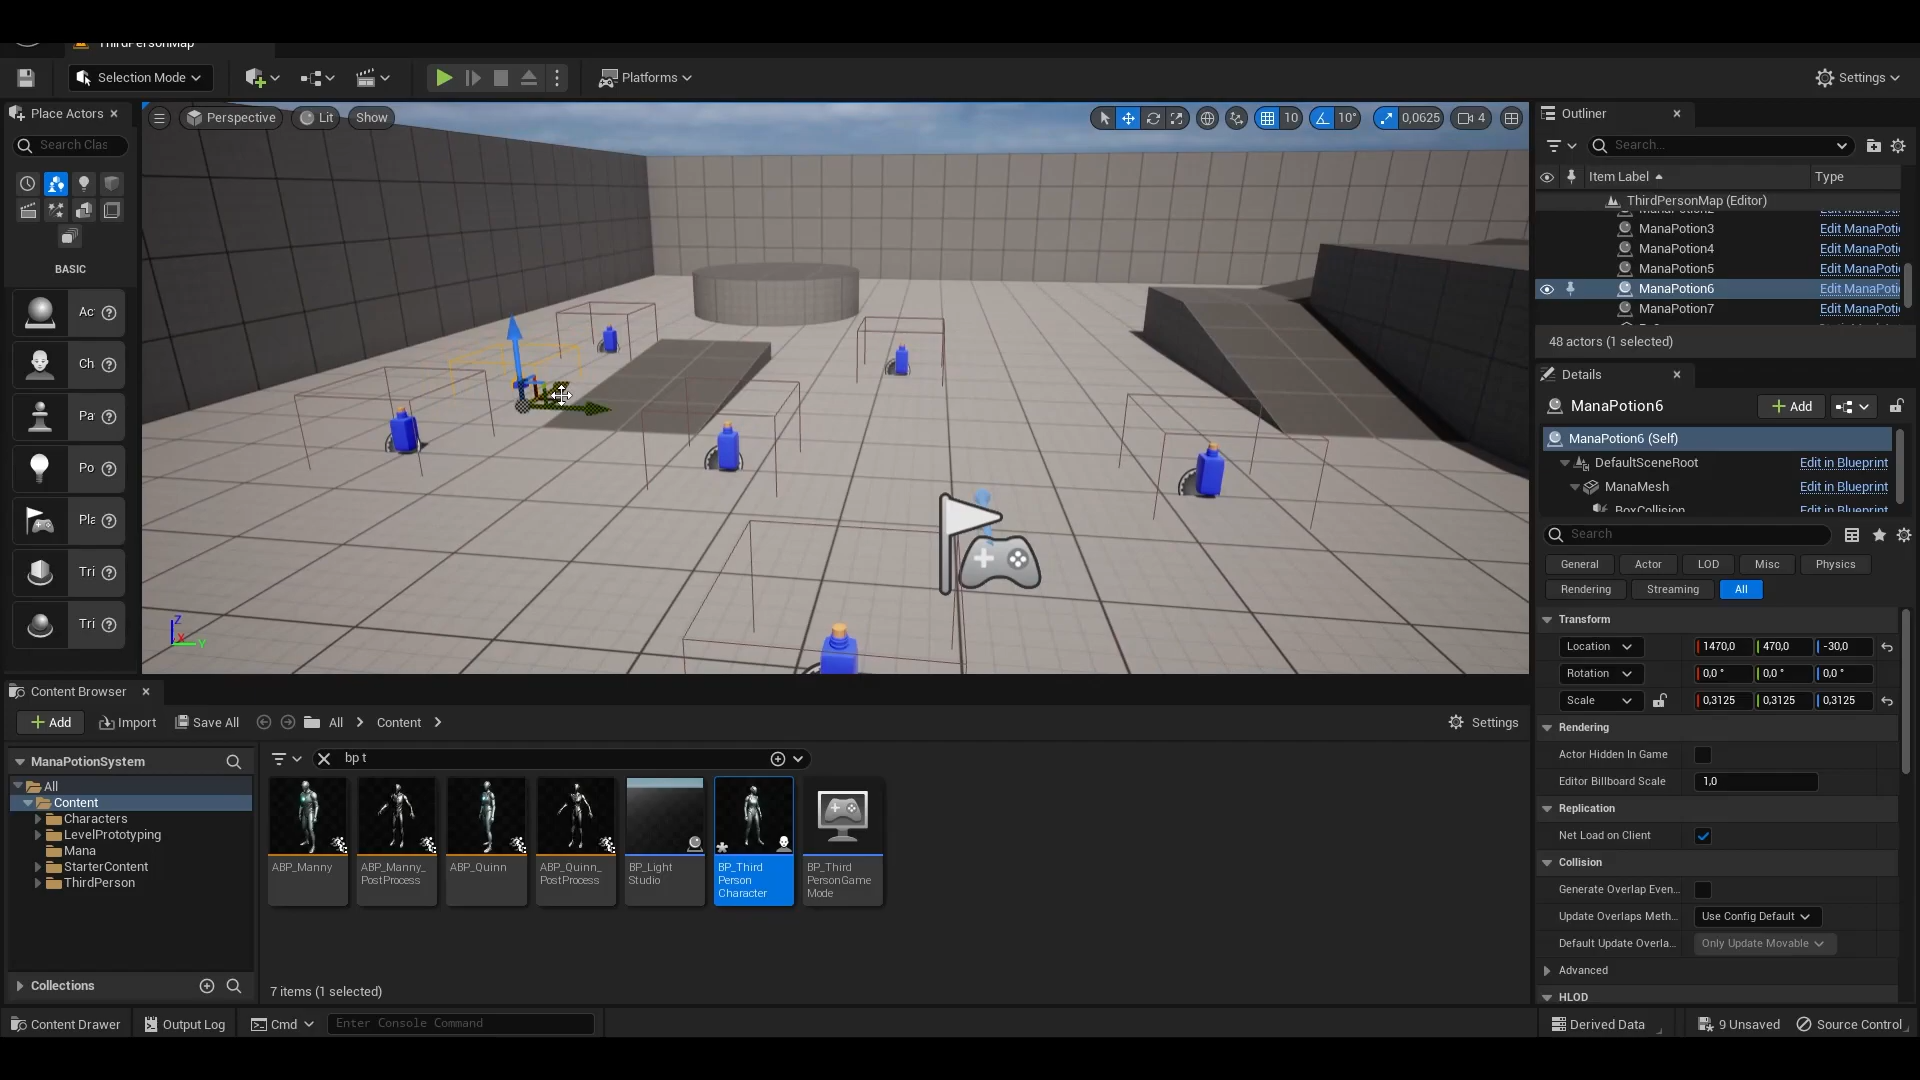 ThirdPersonMap
Selection Mode
Platforms
Settings
Place Actors
Search Clas
BASIC
Ac
Ch
Pa
Po
Pla
Tri
Tri
Perspective
Lit
Show
10
10°
0,0625
4
Z
X
Y
Outliner
Search...
Item Label
Type
ThirdPersonMap (Editor)
ManaPotion3
Edit ManaPoti
ManaPotion4
Edit ManaPoti
ManaPotion5
Edit ManaPoti
ManaPotion6
Edit ManaPoti
ManaPotion7
Edit ManaPoti
48 actors (1 selected)
Details
ManaPotion6
Add
ManaPotion6 (Self)
DefaultSceneRoot
Edit in Blueprint
ManaMesh
Edit in Blueprint
BoxCollision
Edit in Blueprint
Search
General
Actor
LOD
Misc
Physics
Rendering
Streaming
All
Transform
Location
1470,0
470,0
-30,0
Rotation
0,0 °
0,0 °
0,0 °
Scale
0,3125
0,3125
0,3125
Rendering
Actor Hidden In Game
Editor Billboard Scale
1,0
Replication
Net Load on Client
Collision
Generate Overlap Even...
Update Overlaps Meth...
Use Config Default
Default Update Overla...
Only Update Movable
Advanced
HLOD
Content Browser
Add
Import
Save All
All
Content
Settings
ManaPotionSystem
All
Content
Characters
LevelPrototyping
Mana
StarterContent
ThirdPerson
Collections
bp t
ABP_Manny
ABP_Manny_
PostProcess
ABP_Quinn
ABP_Quinn_
PostProcess
BP_Light
Studio
BP_Third
Person
Character
BP_Third
PersonGame
Mode
7 items (1 selected)
Content Drawer
Output Log
Cmd
Enter Console Command
Derived Data
9 Unsaved
Source Control